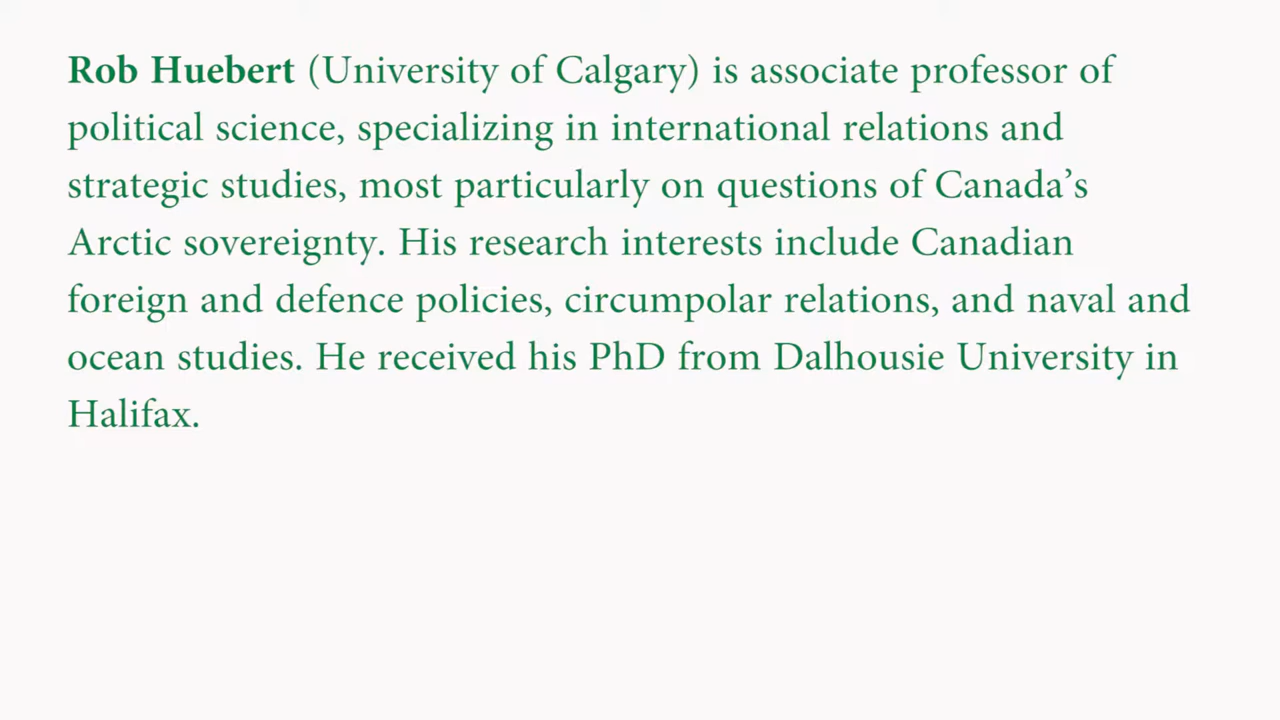 Rob Huebert (University of Calgary) is associate professor of
political science, specializing in international relations and
strategic studies, most particularly on questions of Canada’s
Arctic sovereignty. His research interests include Canadian
foreign and defence policies, circumpolar relations, and naval and
ocean studies. He received his PhD from Dalhousie University in
Halifax.